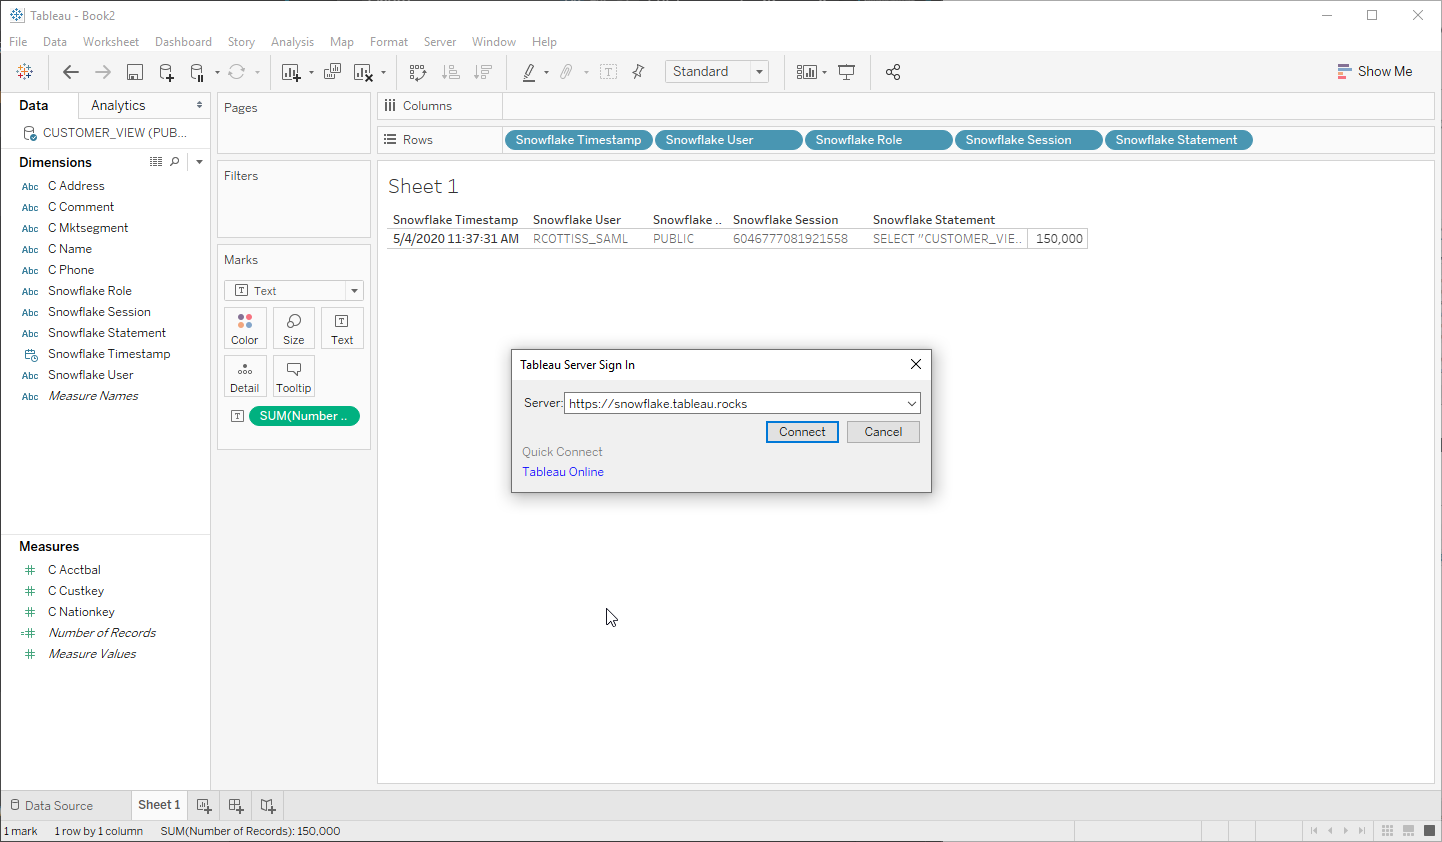 Tableau - Book2
File Data Worksheet Dashboard Story Analysis Map Format Server Window Help
Standard
Show Me
Data Analytics
CUSTOMER_VIEW (PUB...
Dimensions
Abc C Address
Abc C Comment
Abc C Mktsegment
Abc C Name
Abc C Phone
Abc Snowflake Role
Abc Snowflake Session
Abc Snowflake Statement
Snowflake Timestamp
Abc Snowflake User
Abc Measure Names
Measures
C Acctbal
C Custkey
C Nationkey
Number of Records
Measure Values
Pages
Filters
Marks
Text
Color Size Text
Detail Tooltip
SUM(Number ..
Columns
Rows Snowflake Timestamp Snowflake User Snowflake Role Snowflake Session Snowflake Statement
Sheet 1
Snowflake Timestamp Snowflake User Snowflake .. Snowflake Session Snowflake Statement
5/4/2020 11:37:31 AM RCOTTISS_SAML PUBLIC 6046777081921558 SELECT "CUSTOMER_VIE.. 150,000
Tableau Server Sign In
Server: https://snowflake.tableau.rocks
Connect Cancel
Quick Connect
Tableau Online
Data Source Sheet 1
1 mark 1 row by 1 column SUM(Number of Records): 150,000